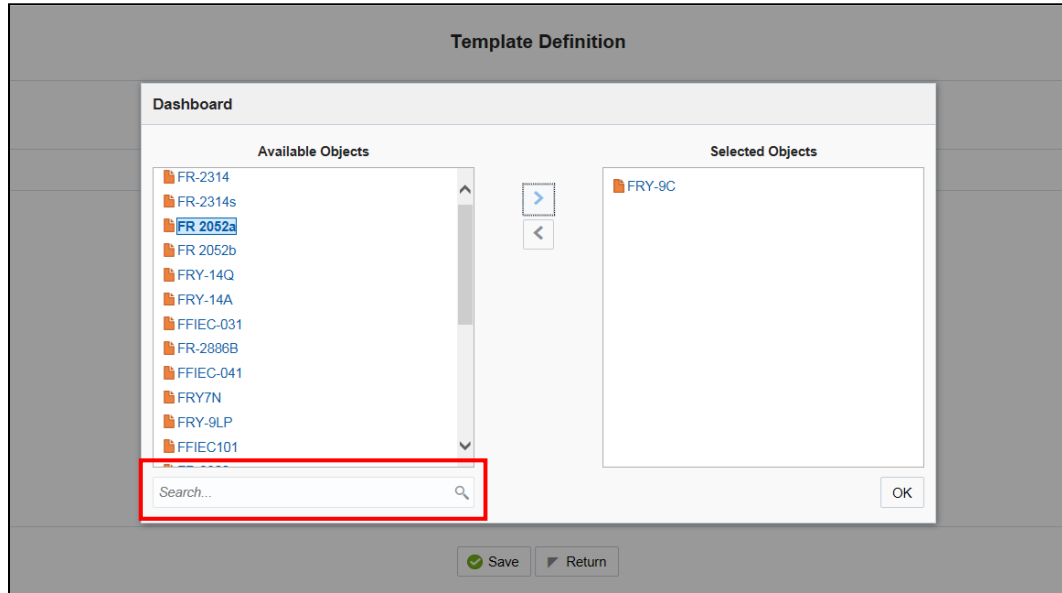 Template Definition
Dashboard
Available Objects
Selected Objects
FR-2314
FR-2314s
FR 2052a
FR 2052b
FRY-14Q
FRY-14A
FFIEC-031
FR-2886B
FFIEC-041
FRY7N
FRY-9LP
FFIEC101
FRY-9C
Search...
OK
Save
Return